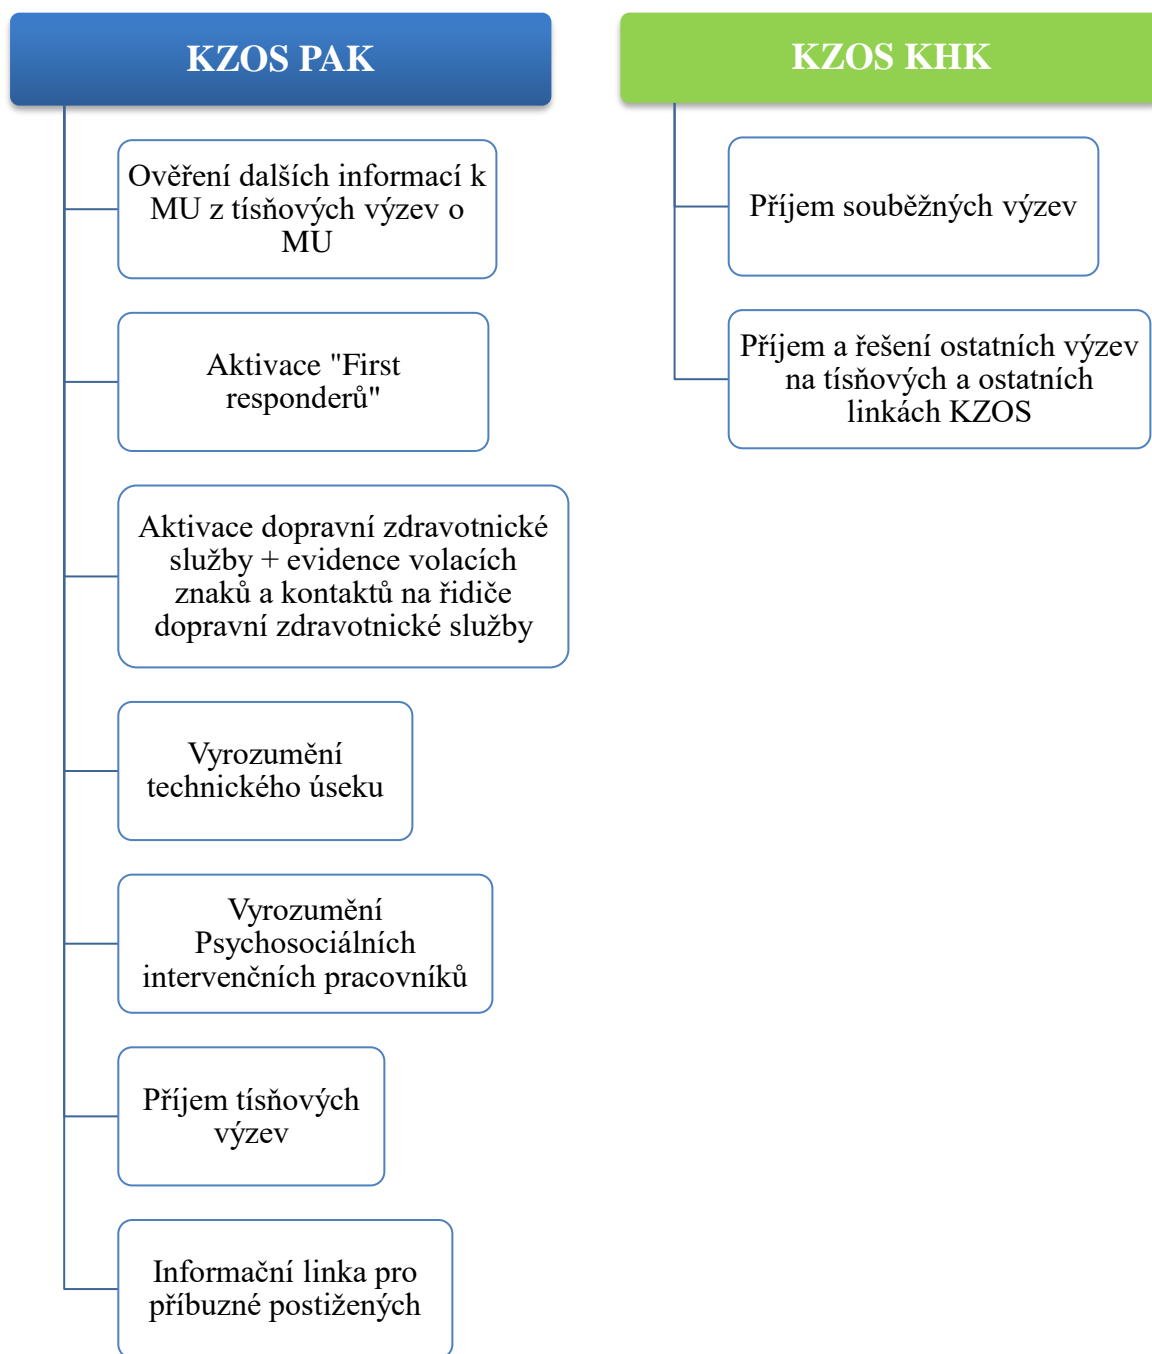 KZOS PAK
Ověření dalších informací k
MU z tísňových výzev o
MU
Aktivace "First
responderů"
Aktivace dopravní zdravotnické
služby + evidence volacích
znaků a kontaktů na řidiče
dopravní zdravotnické služby
Vyrozumění
technického úseku
Vyrozumění
Psychosociálních
intervenčních pracovníků
Příjem tísňových
výzev
Informační linka pro
příbuzné postižených
KZOS KHK
Příjem souběžných výzev
Příjem a řešení ostatních výzev
na tísňových a ostatních
linkách KZOS